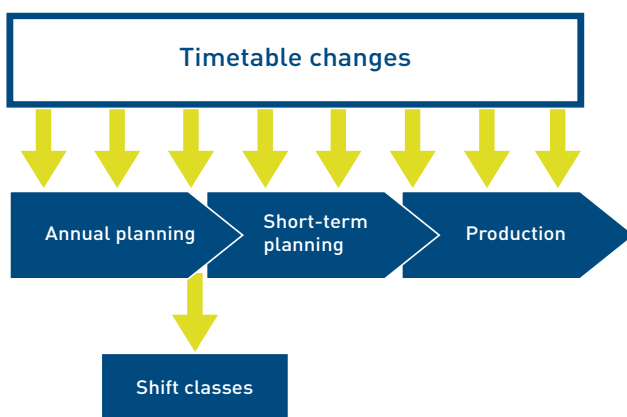 Timetable changes
Annual planning
Short-term
planning
Production
Shift classes